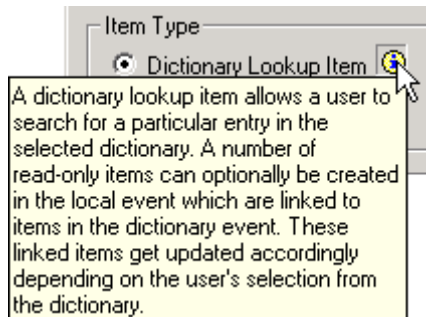 Item Type
Dictionary Lookup Item
A dictionary lookup item allows a user to
search for a particular entry in the
selected dictionary. A number of
read-only items can optionally be created
in the local event which are linked to
items in the dictionary event. These
linked items get updated accordingly
depending on the user's selection from
the dictionary.